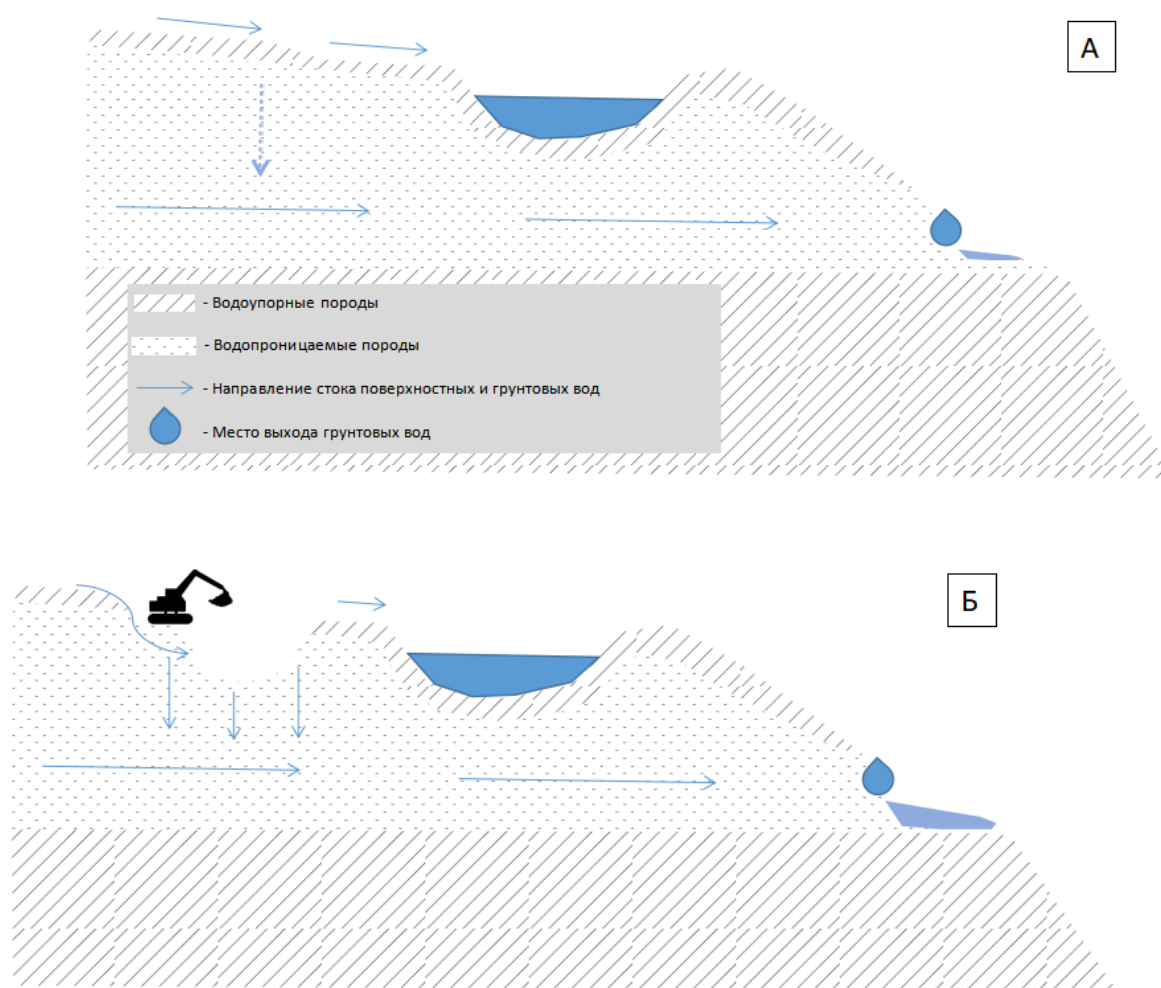 А
- Водоупорные породы
- Водопроницаемые породы
- Направление стока поверхностных и грунтовых вод
- Место выхода грунтовых вод
Б